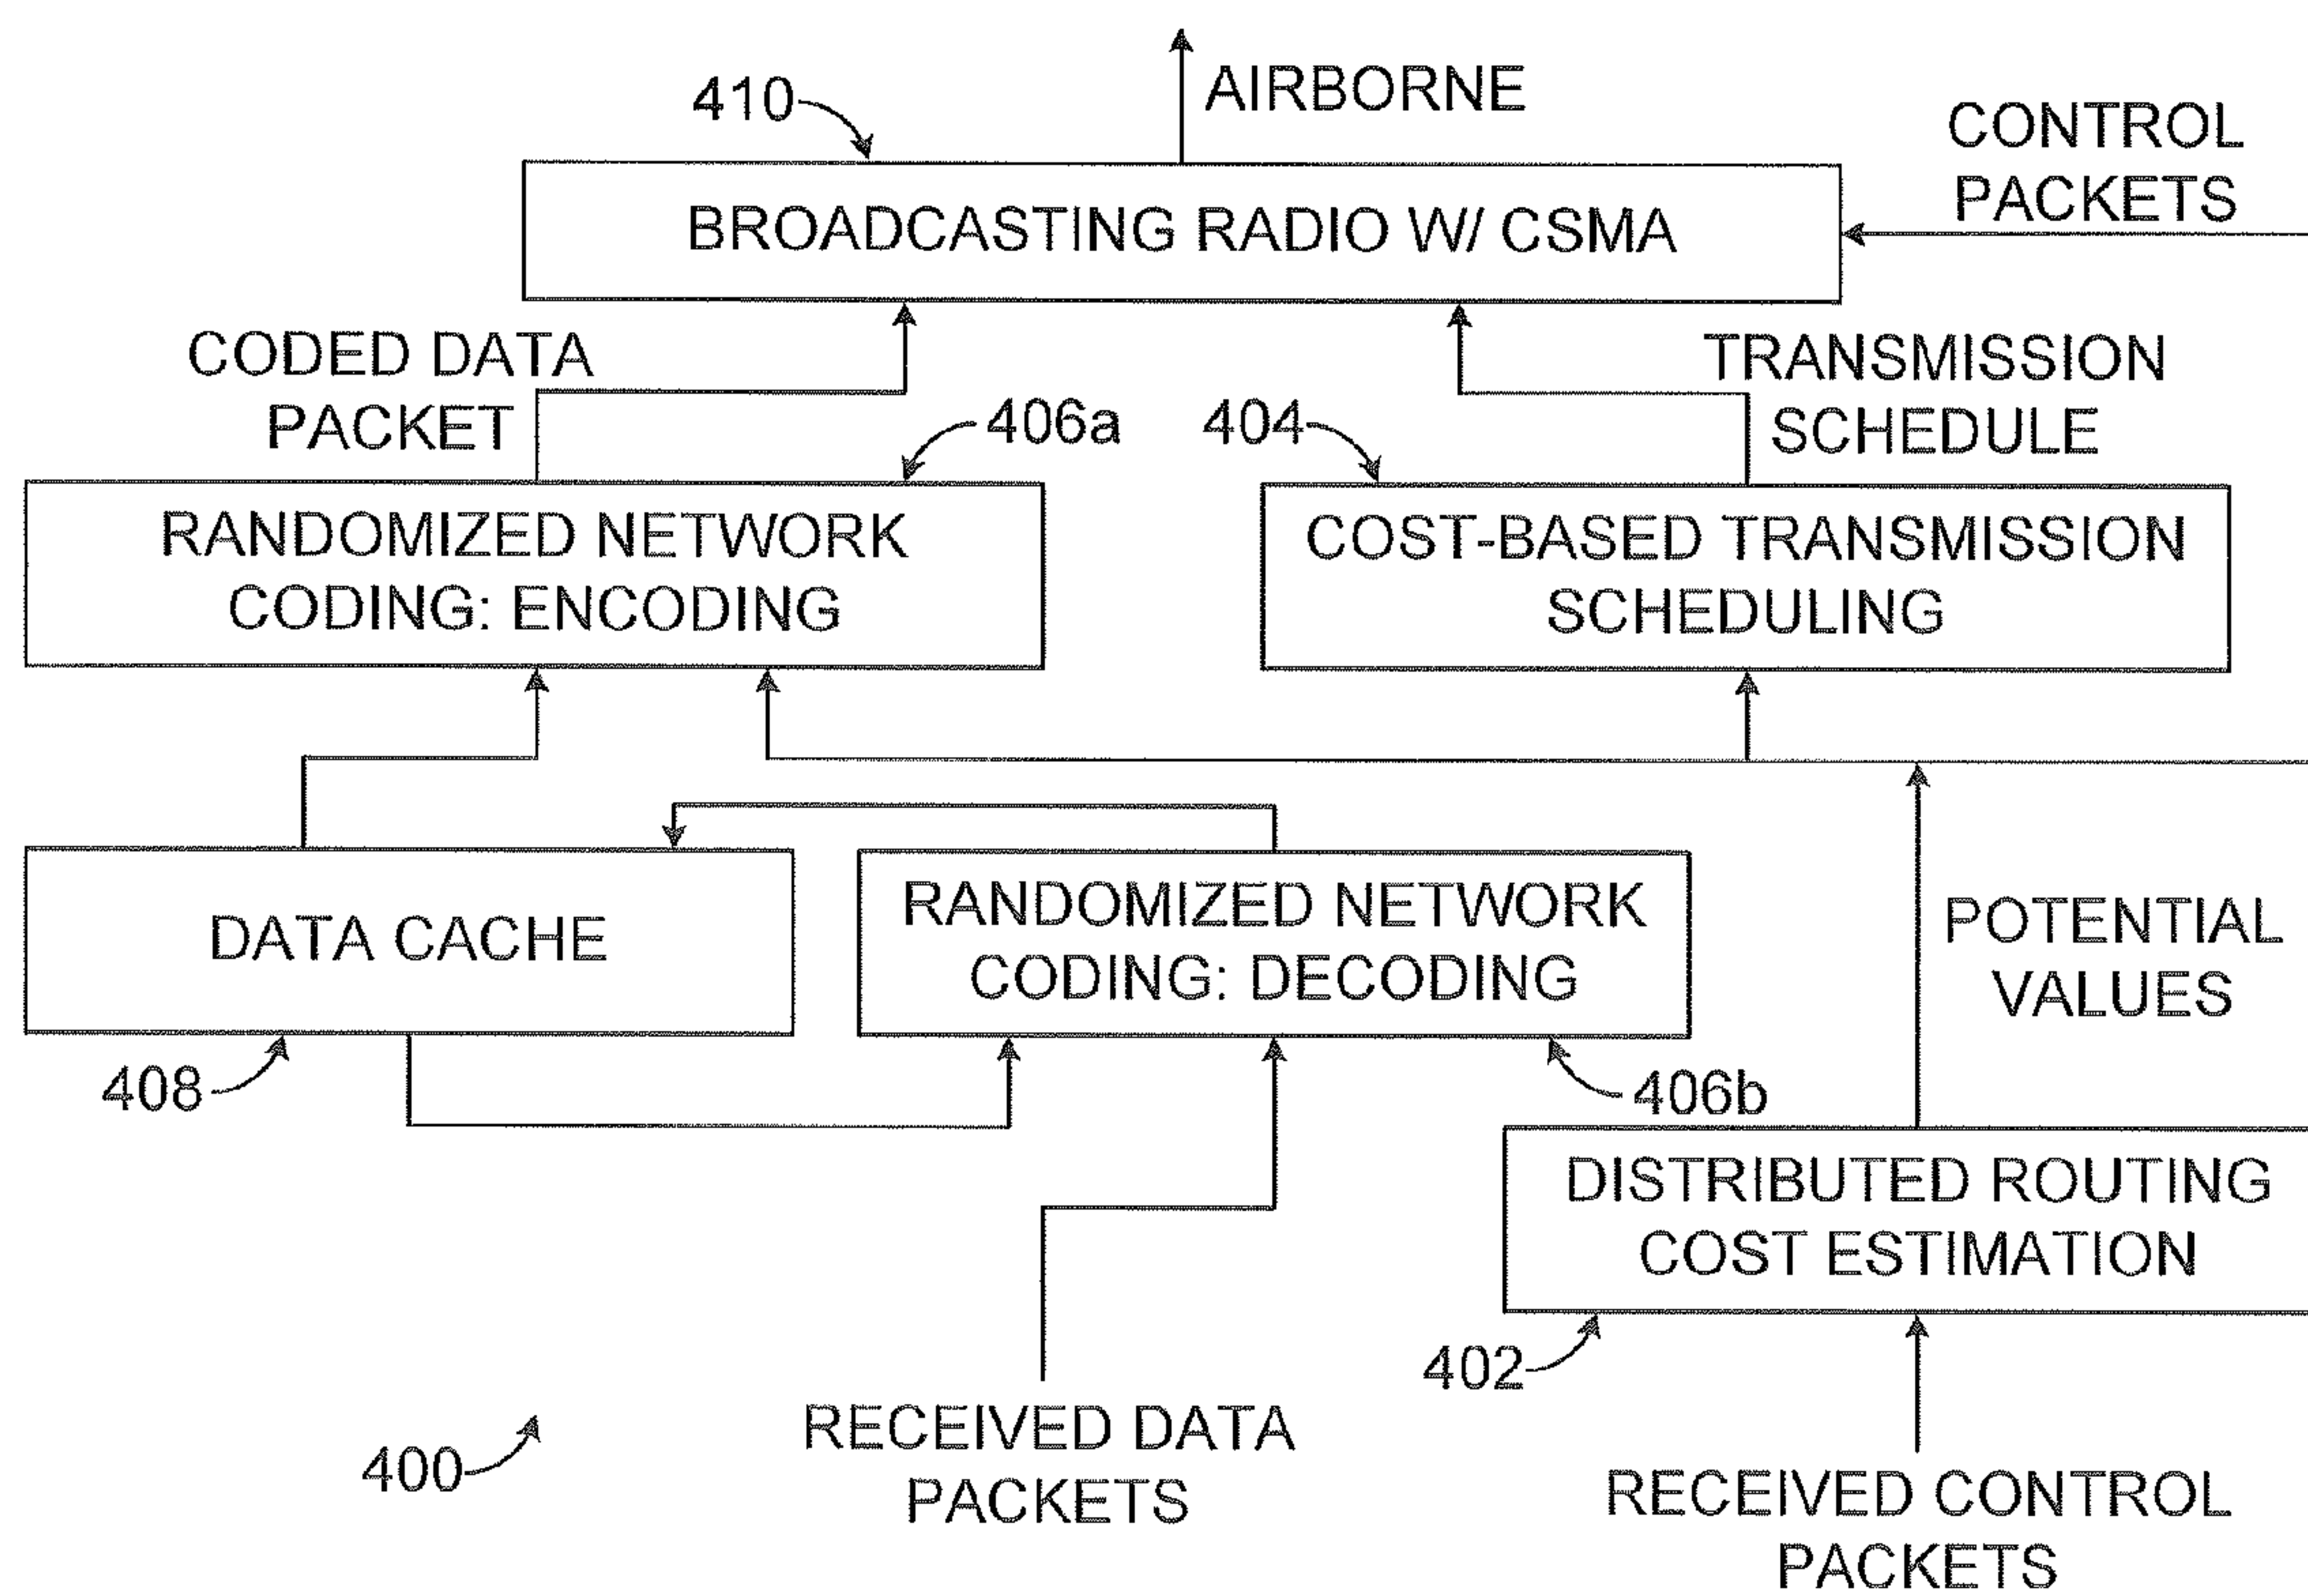 AIRBORNE
410
CONTROL
PACKETS
BROADCASTING RADIO W/ CSMA
CODED DATA
PACKET
TRANSMISSION
SCHEDULE
406a
404
RANDOMIZED NETWORK
CODING: ENCODING
COST-BASED TRANSMISSION
SCHEDULING
DATA CACHE
RANDOMIZED NETWORK
CODING: DECODING
POTENTIAL
VALUES
408
406b
DISTRIBUTED ROUTING
COST ESTIMATION
402
400
RECEIVED DATA
PACKETS
RECEIVED CONTROL
PACKETS